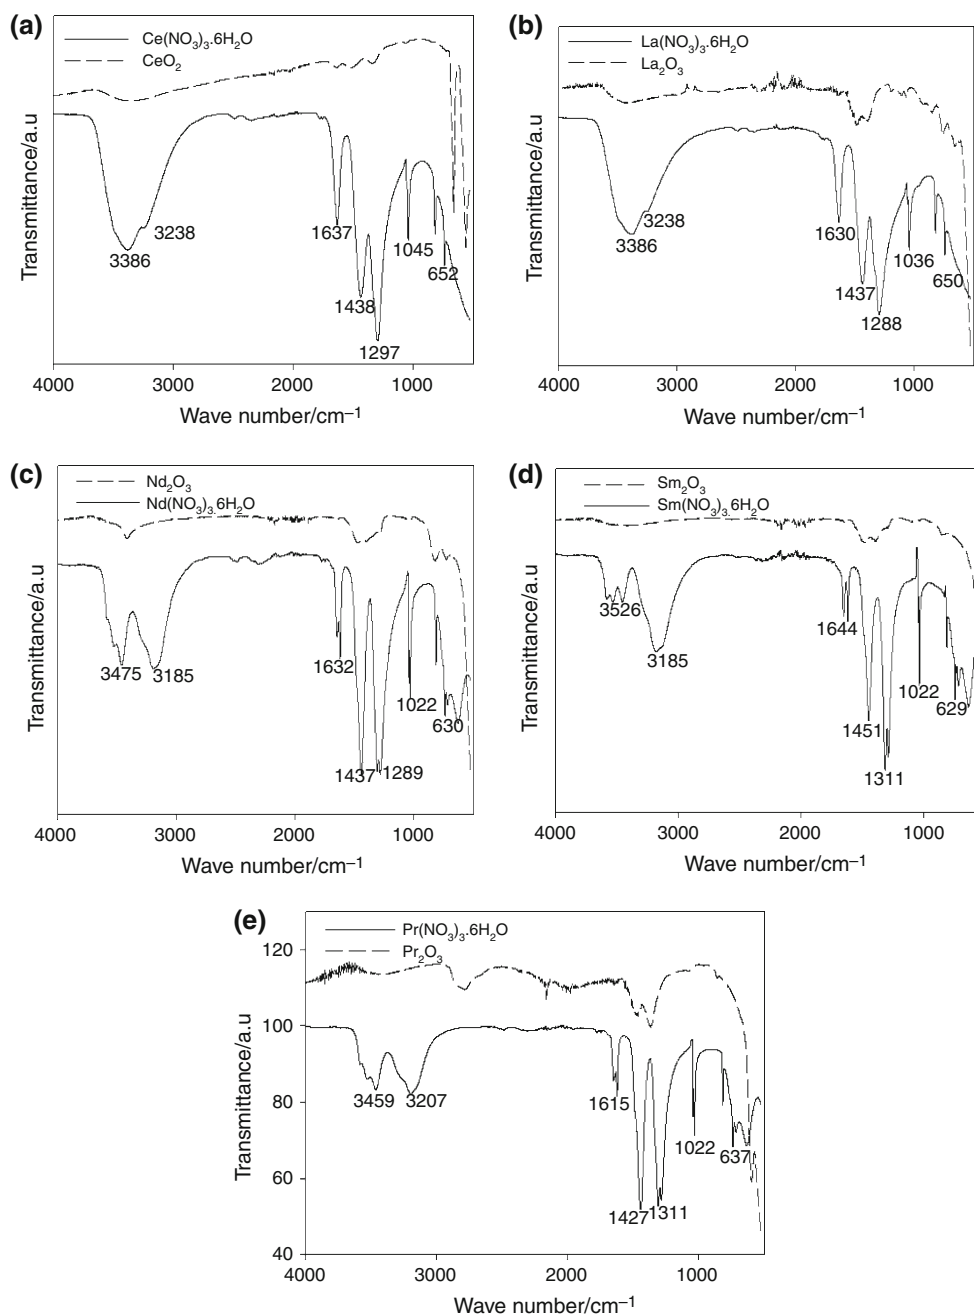 (a)
Ce(NO3)3.6H2O
CeO2
Transmittance/a.u
3386
3238
1637
1438
1297
1045
652
4000 3000 2000 1000
Wave number/cm–1
(b)
La(NO3)3.6H2O
La2O3
Transmittance/a.u
3386
3238
1630
1437
1288
1036
650
4000 3000 2000 1000
Wave number/cm–1
(c)
Nd2O3
Nd(NO3)3.6H2O
Transmittance/a.u
3475
3185
1632
1437
1289
1022
630
4000 3000 2000 1000
Wave number/cm–1
(d)
Sm2O3
Sm(NO3)3.6H2O
Transmittance/a.u
3526
3185
1644
1451
1311
1022
629
4000 3000 2000 1000
Wave number/cm–1
(e)
Pr(NO3)3.6H2O
Pr2O3
Transmittance/a.u
120
100
80
60
40
3459
3207
1615
1427
1311
1022
637
4000 3000 2000 1000
Wave number/cm–1